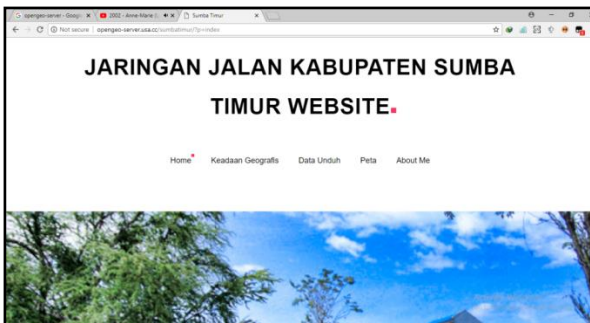 opengeo-server - Googl
2002 - Anne Marie (
Sumba Timur
Not secure | opengeo-server.usa.cc/sumbatimur/?p=index
JARINGAN JALAN KABUPATEN SUMBA
TIMUR WEBSITE.
Home Keadaan Geografis Data Unduh Peta About Me